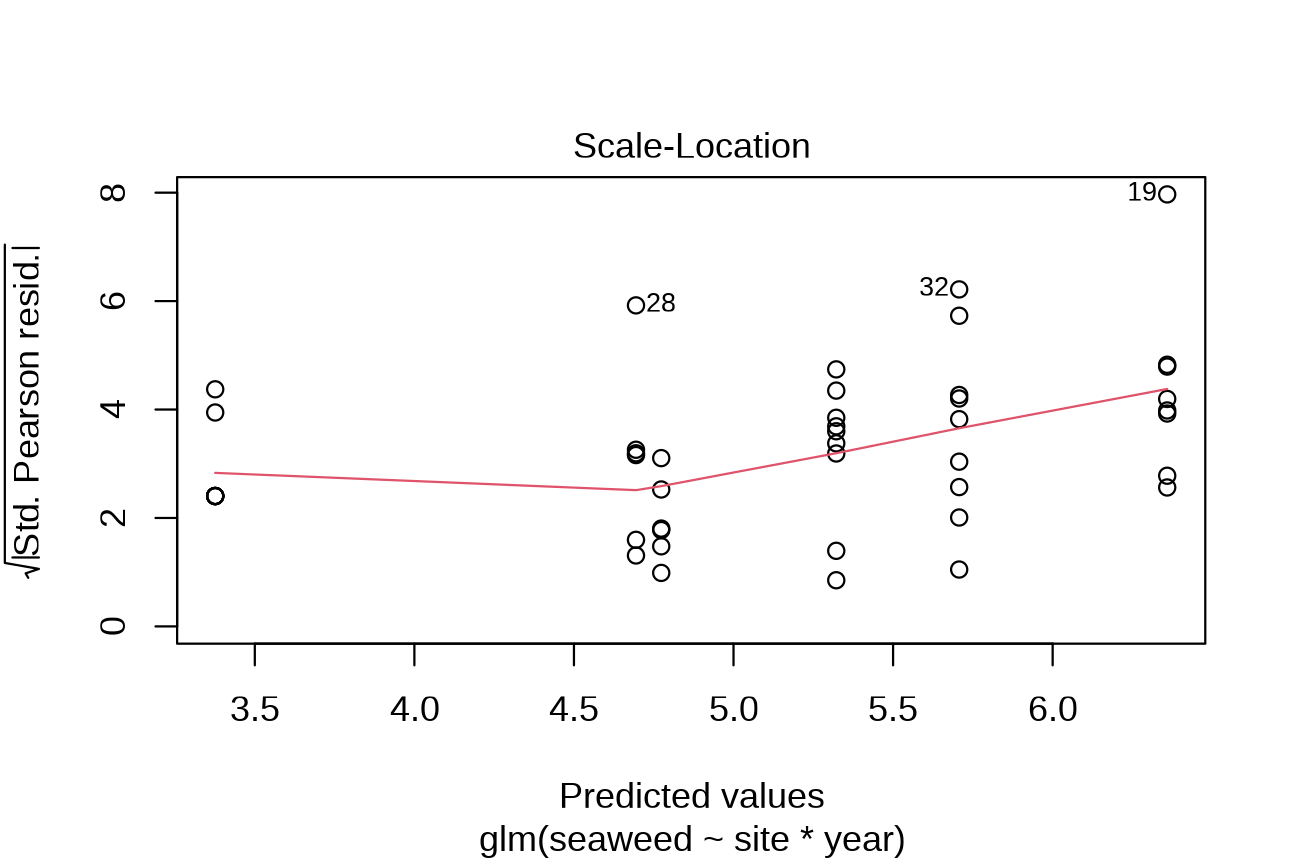 Scale-Location
√|Std. Pearson resid.|
8
6
4
2
0
19
32
28
3.5 4.0 4.5 5.0 5.5 6.0
Predicted values
glm(seaweed ~ site * year)